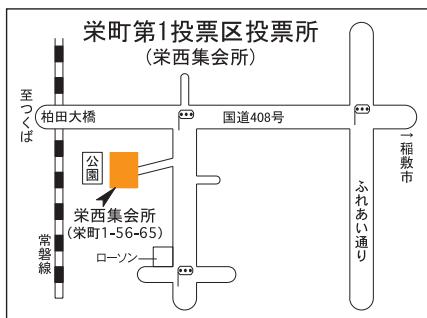 栄町第1投票区投票所
(栄西集会所)
至つくば
柏田大橋
国道408号
→稲敷市
公園
栄西集会所
(栄町1-56-65)
ふれあい通り
常磐線
ローソン